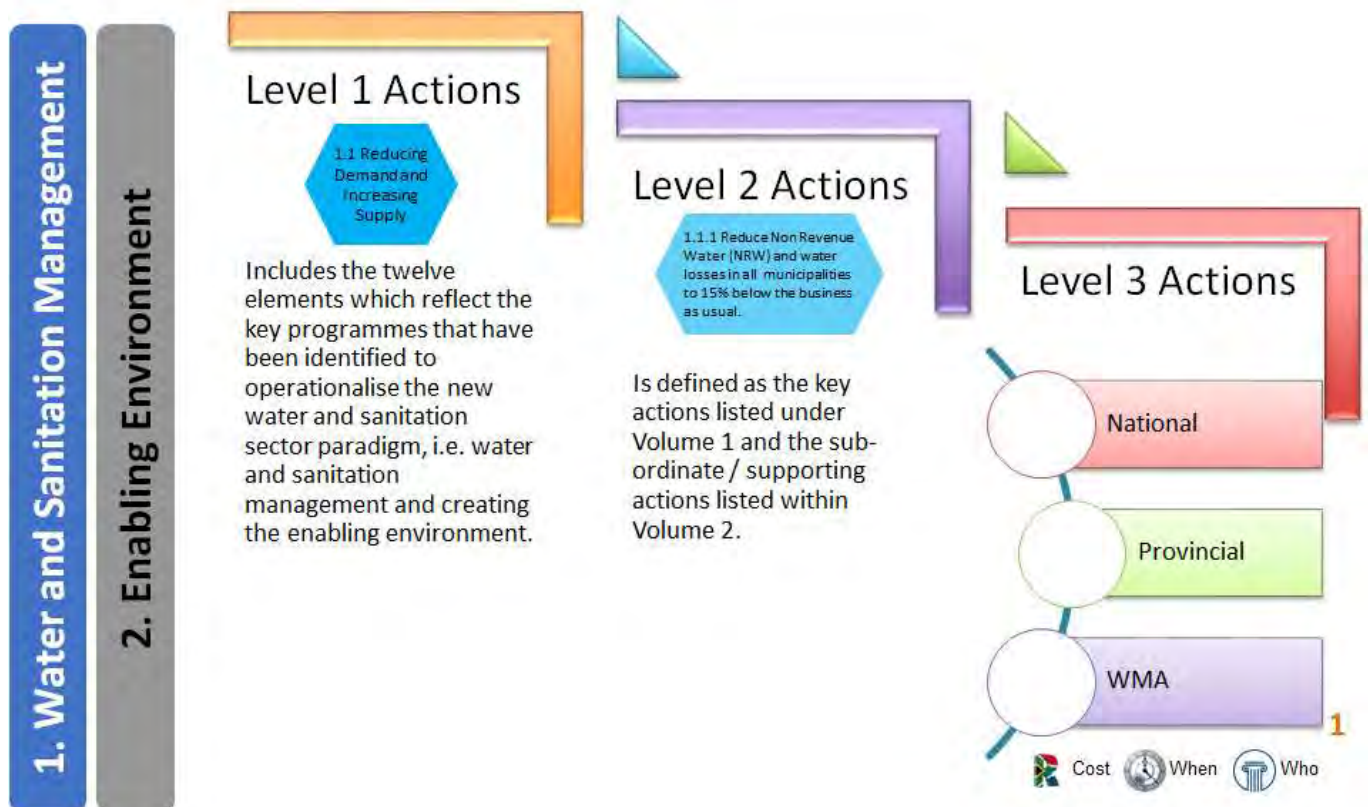 1. Water and Sanitation Management
2. Enabling Environment
Level 1 Actions
1.1 Reducing
Demand and
Increasing
Supply
Includes the twelve
elements which reflect the
key programmes that have
been identified to
operationalise the new
water and sanitation
sector paradigm, i.e. water
and sanitation
management and creating
the enabling environment.
Level 2 Actions
1.1.1 Reduce Non Revenue
Water (NRW) and water
losses in all municipalities
to 15% below the business
as usual.
Is defined as the key
actions listed under
Volume 1 and the sub-
ordinate / supporting
actions listed within
Volume 2.
Level 3 Actions
National
Provincial
WMA
1
Cost
When
Who